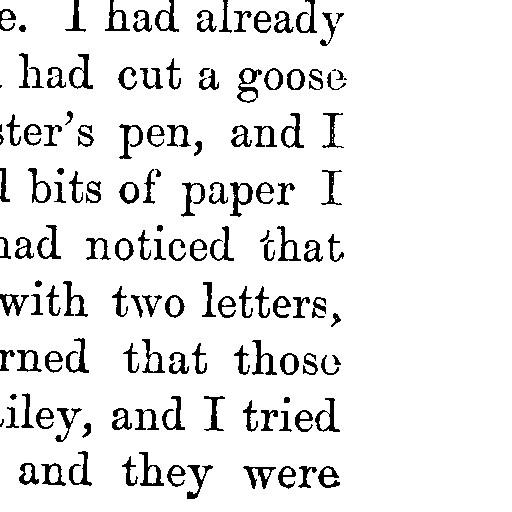 e. I had already
had cut a goose
ster's pen, and I
d bits of paper I
had noticed that
with two letters,
rned that those
iley, and I tried
and they were